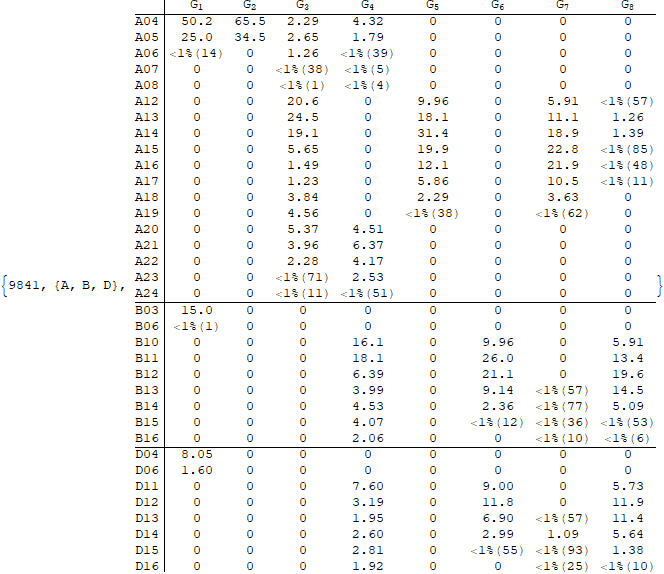 G1 G2 G3 G4 G5 G6 G7 G8
A04 50.2 65.5 2.29 4.32 0 0 0 0
A05 25.0 34.5 2.65 1.79 0 0 0 0
A06 <1%(14) 0 1.26 <1%(39) 0 0 0 0
A07 0 0 <1%(38) <1%(5) 0 0 0 0
A08 0 0 <1%(1) <1%(4) 0 0 0 0
A12 0 0 20.6 0 9.96 0 5.91 <1%(57)
A13 0 0 24.5 0 18.1 0 11.1 1.26
A14 0 0 19.1 0 31.4 0 18.9 1.39
A15 0 0 5.65 0 19.9 0 22.8 <1%(85)
A16 0 0 1.49 0 12.1 0 21.9 <1%(48)
A17 0 0 1.23 0 5.86 0 10.5 <1%(11)
A18 0 0 3.84 0 2.29 0 3.63 0
A19 0 0 4.56 0 <1%(38) 0 <1%(62) 0
A20 0 0 5.37 4.51 0 0 0 0
A21 0 0 3.96 6.37 0 0 0 0
A22 0 0 2.28 4.17 0 0 0 0
A23 0 0 <1%(71) 2.53 0 0 0 0
{9841, {A, B, D}, }
A24 0 0 <1%(11) <1%(51) 0 0 0 0
B03 15.0 0 0 0 0 0 0 0
B06 <1%(1) 0 0 0 0 0 0 0
B10 0 0 0 16.1 0 9.96 0 5.91
B11 0 0 0 18.1 0 26.0 0 13.4
B12 0 0 0 6.39 0 21.1 0 19.6
B13 0 0 0 3.99 0 9.14 <1%(57) 14.5
B14 0 0 0 4.53 0 2.36 <1%(77) 5.09
B15 0 0 0 4.07 0 <1%(12) <1%(36) <1%(53)
B16 0 0 0 2.06 0 0 <1%(10) <1%(6)
D04 8.05 0 0 0 0 0 0 0
D06 1.60 0 0 0 0 0 0 0
D11 0 0 0 7.60 0 9.00 0 5.73
D12 0 0 0 3.19 0 11.8 0 11.9
D13 0 0 0 1.95 0 6.90 <1%(57) 11.4
D14 0 0 0 2.60 0 2.99 1.09 5.64
D15 0 0 0 2.81 0 <1%(55) <1%(93) 1.38
D16 0 0 0 1.92 0 0 <1%(25) <1%(10)